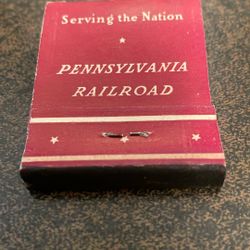 Serving the Nation
PENNSYLVANIA
RAILROAD